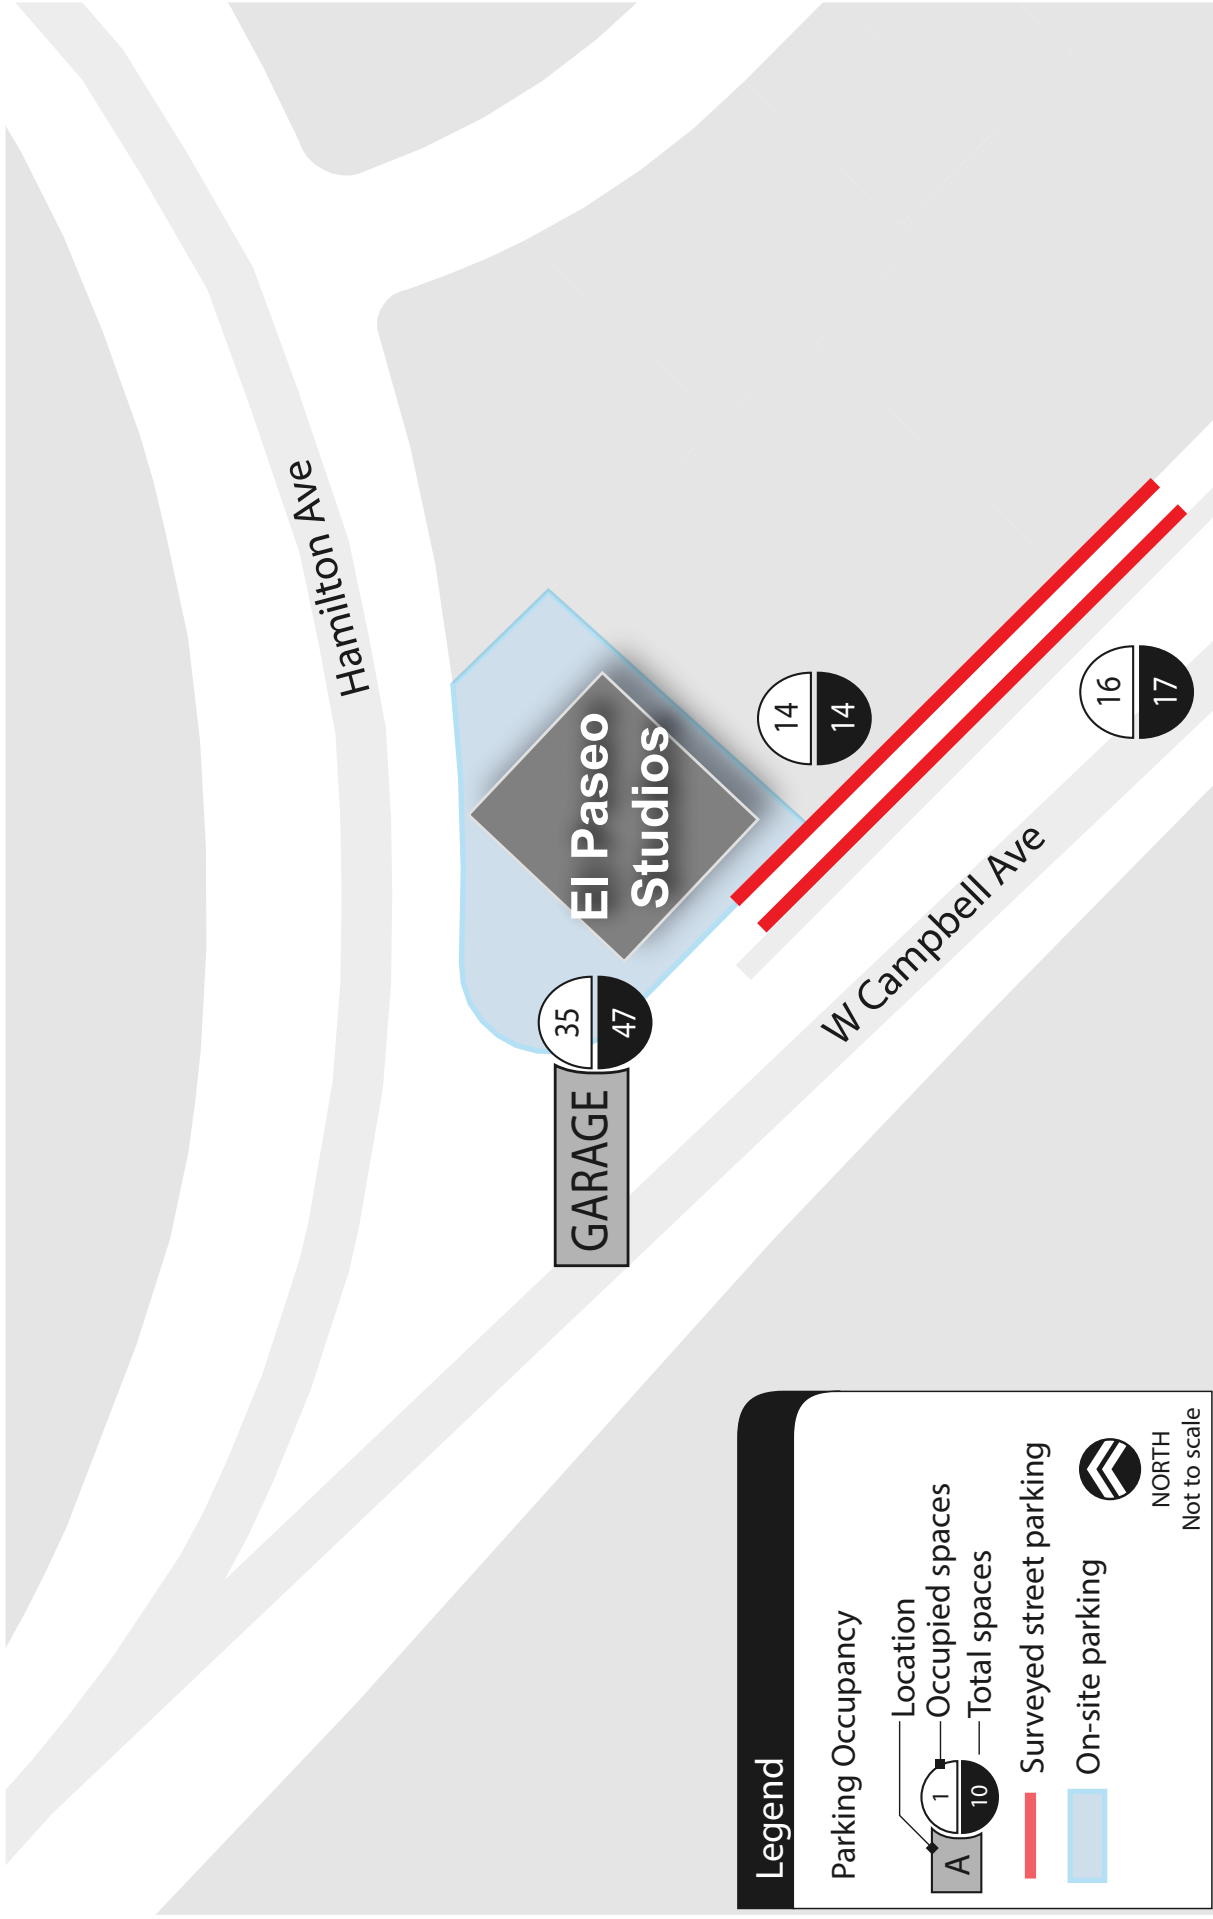 Hamilton Ave
El Paseo
Studios
GARAGE
35
47
14
14
16
17
W Campbell Ave
Legend
Parking Occupancy
Location
Occupied spaces
Total spaces
A
1
10
Surveyed street parking
On-site parking
NORTH
Not to scale